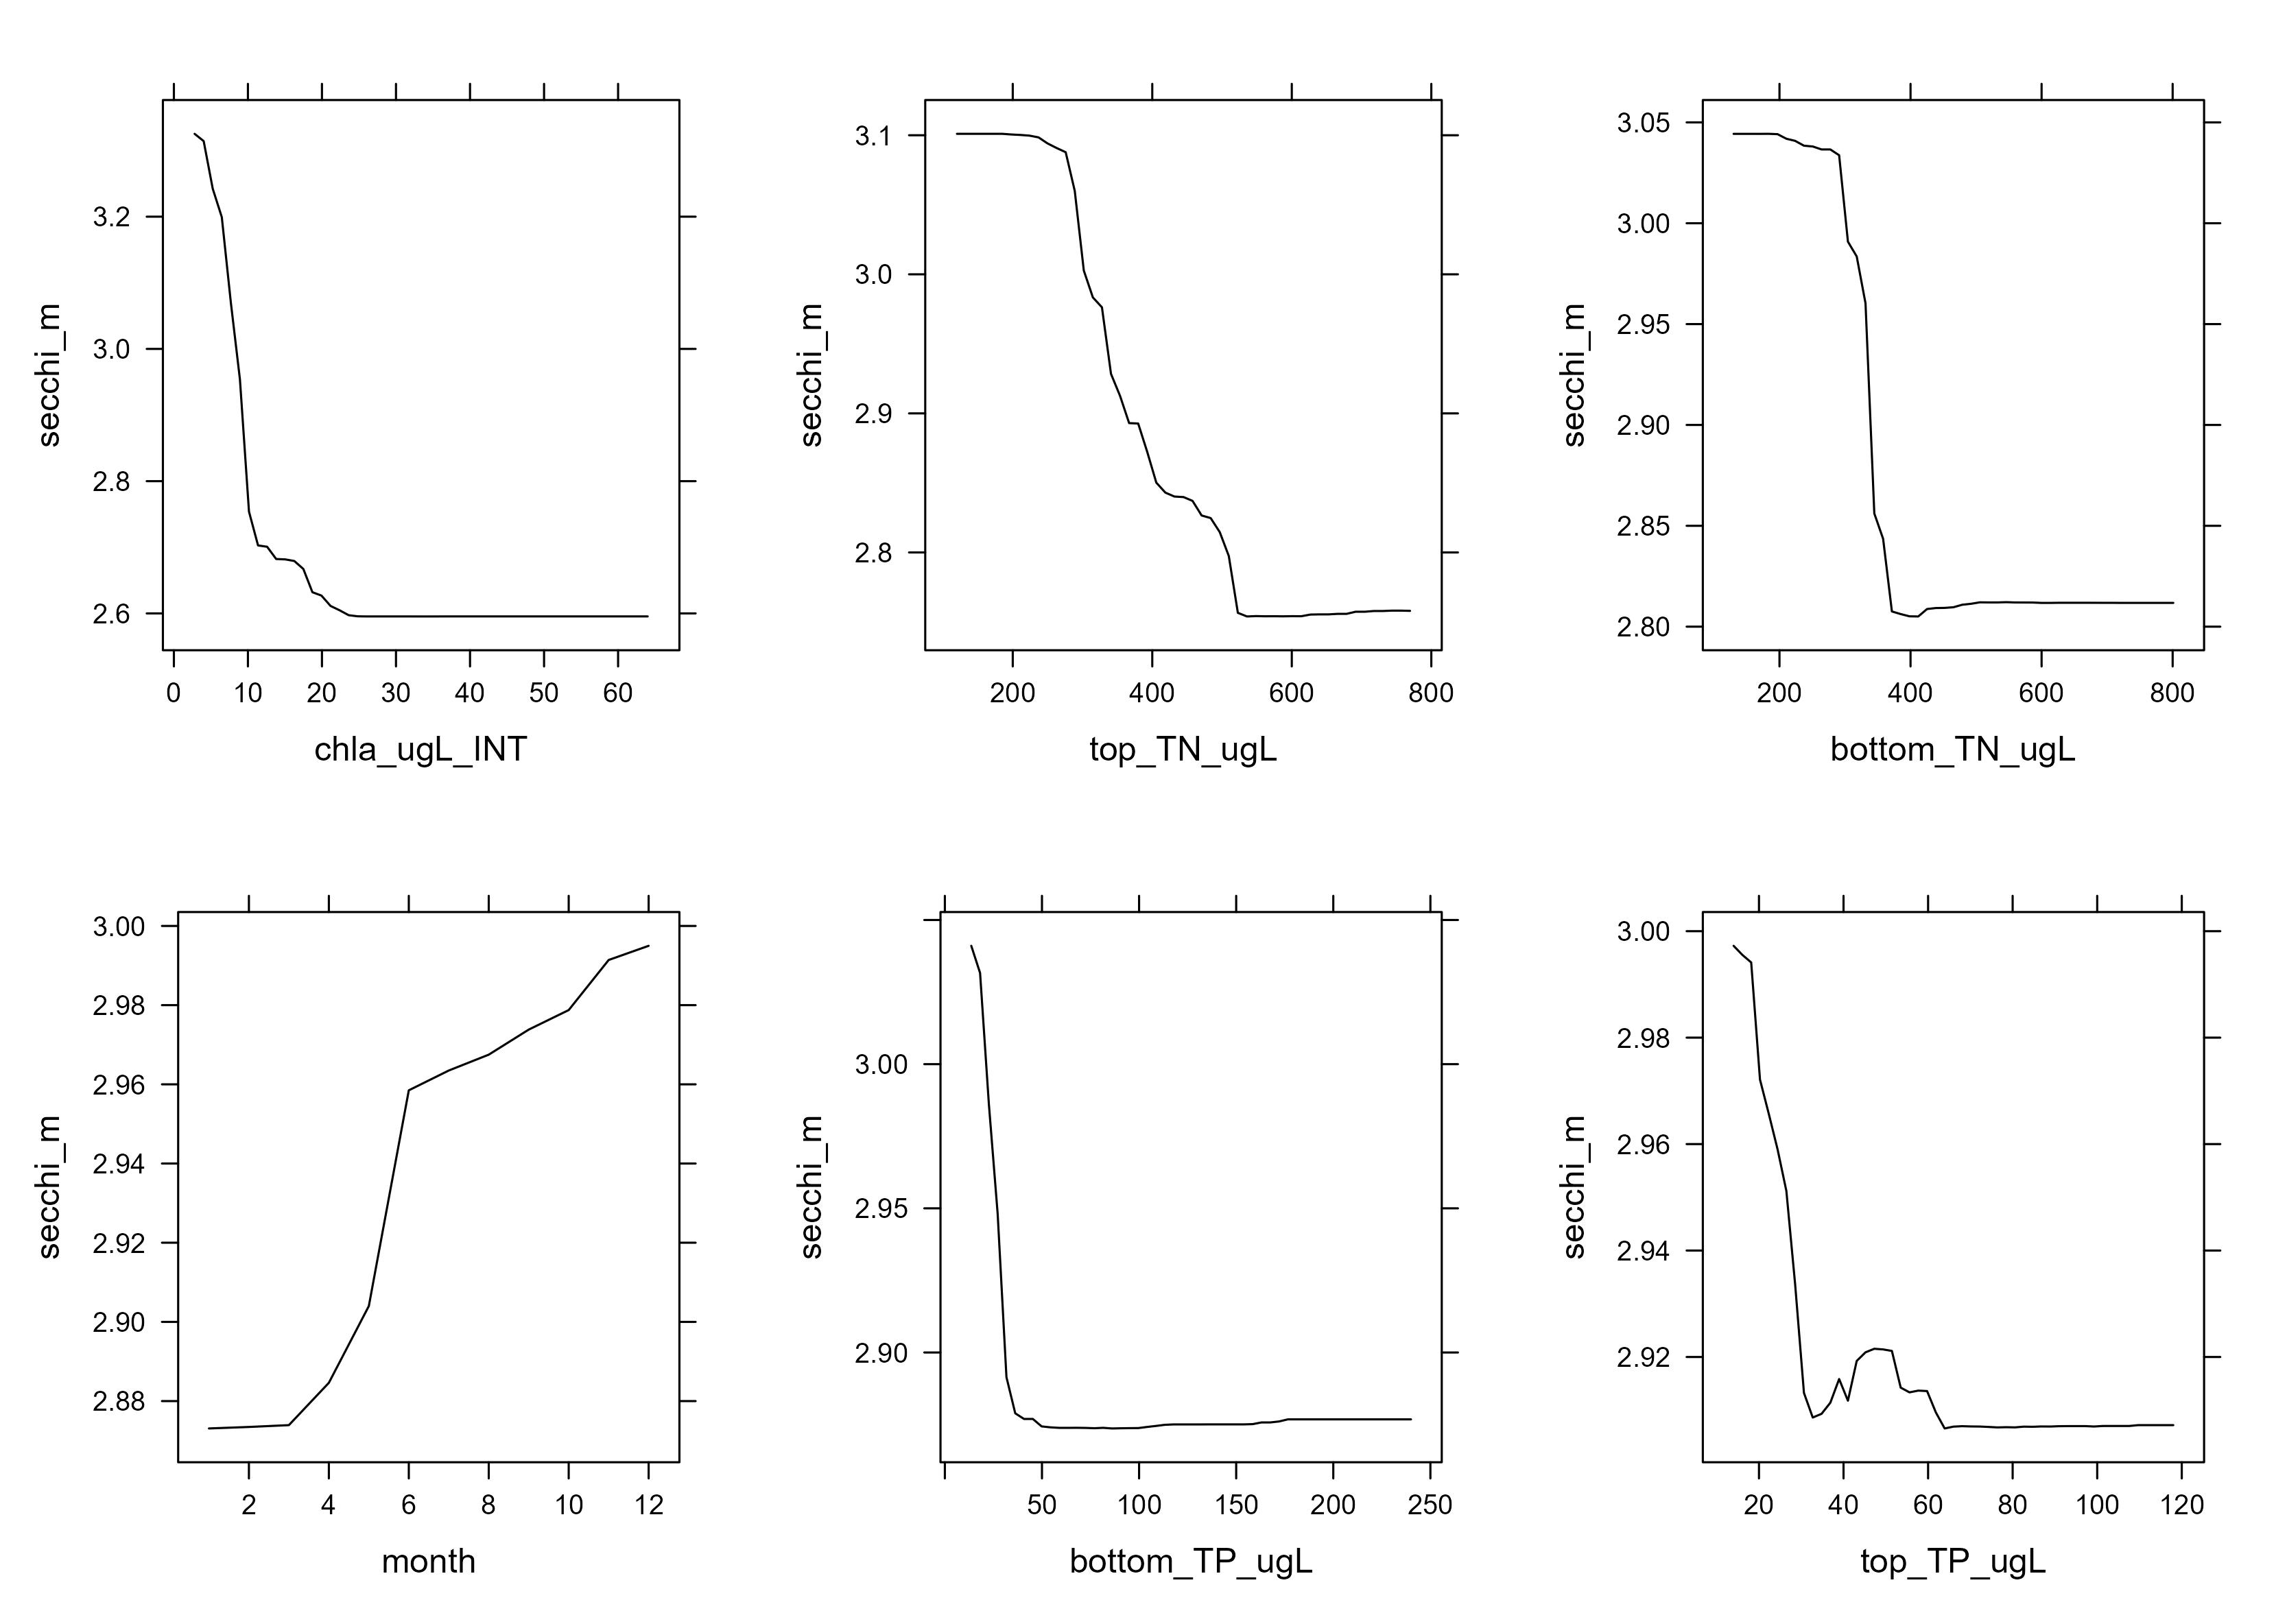 secchi_m
3.2
3.0
2.8
2.6
0 10 20 30 40 50 60
chla_ugL_INT
secchi_m
3.1
3.0
2.9
2.8
200 400 600 800
top_TN_ugL
secchi_m
3.05
3.00
2.95
2.90
2.85
2.80
200 400 600 800
bottom_TN_ugL
secchi_m
3.00
2.98
2.96
2.94
2.92
2.90
2.88
2 4 6 8 10 12
month
secchi_m
3.00
2.95
2.90
50 100 150 200 250
bottom_TP_ugL
secchi_m
3.00
2.98
2.96
2.94
2.92
20 40 60 80 100 120
top_TP_ugL